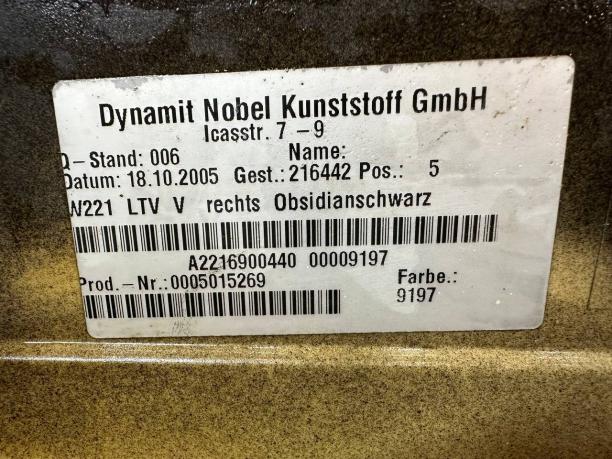 Dynamit Nobel Kunststoff GmbH
Icasstr. 7 -9
Q-Stand: 006 Name:
Datum: 18.10.2005 Gest.: 216442 Pos.: 5
W221 LTV V rechts Obsidianschwarz
A2216900440 00009197
Prod.-Nr.:0005015269 Farbe.:
9197